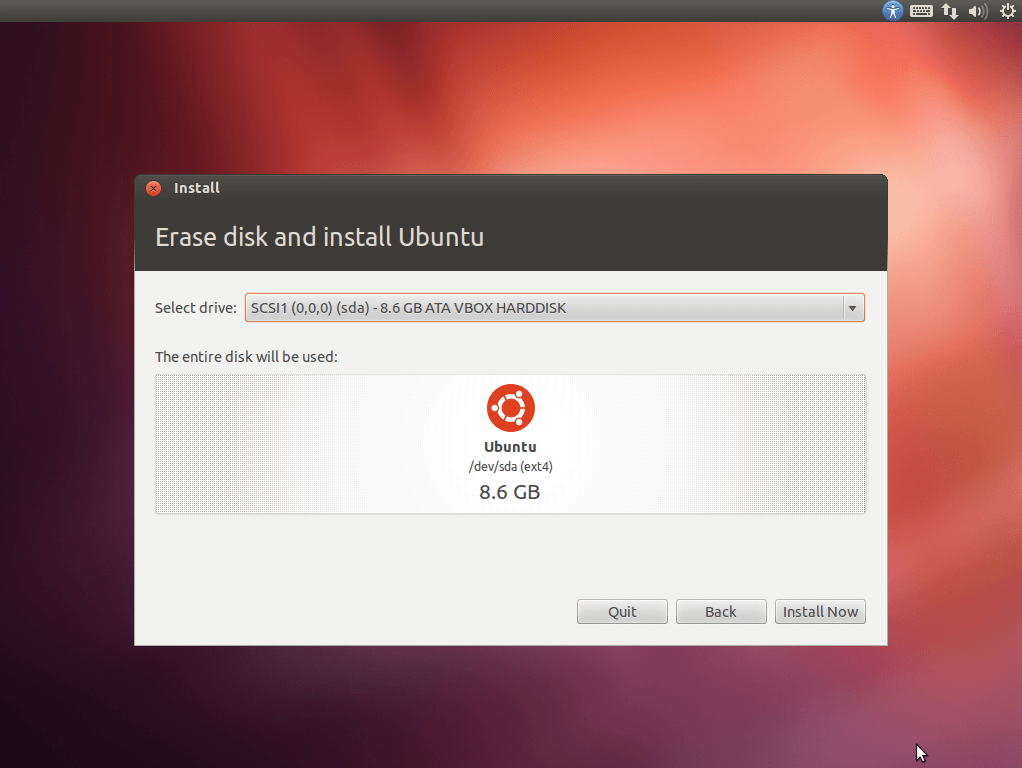 Install
Erase disk and install Ubuntu
Select drive: SCSI1 (0,0,0) (sda) - 8.6 GB ATA VBOX HARDDISK
The entire disk will be used:
Ubuntu
/dev/sda (ext4)
8.6 GB
Quit Back Install Now